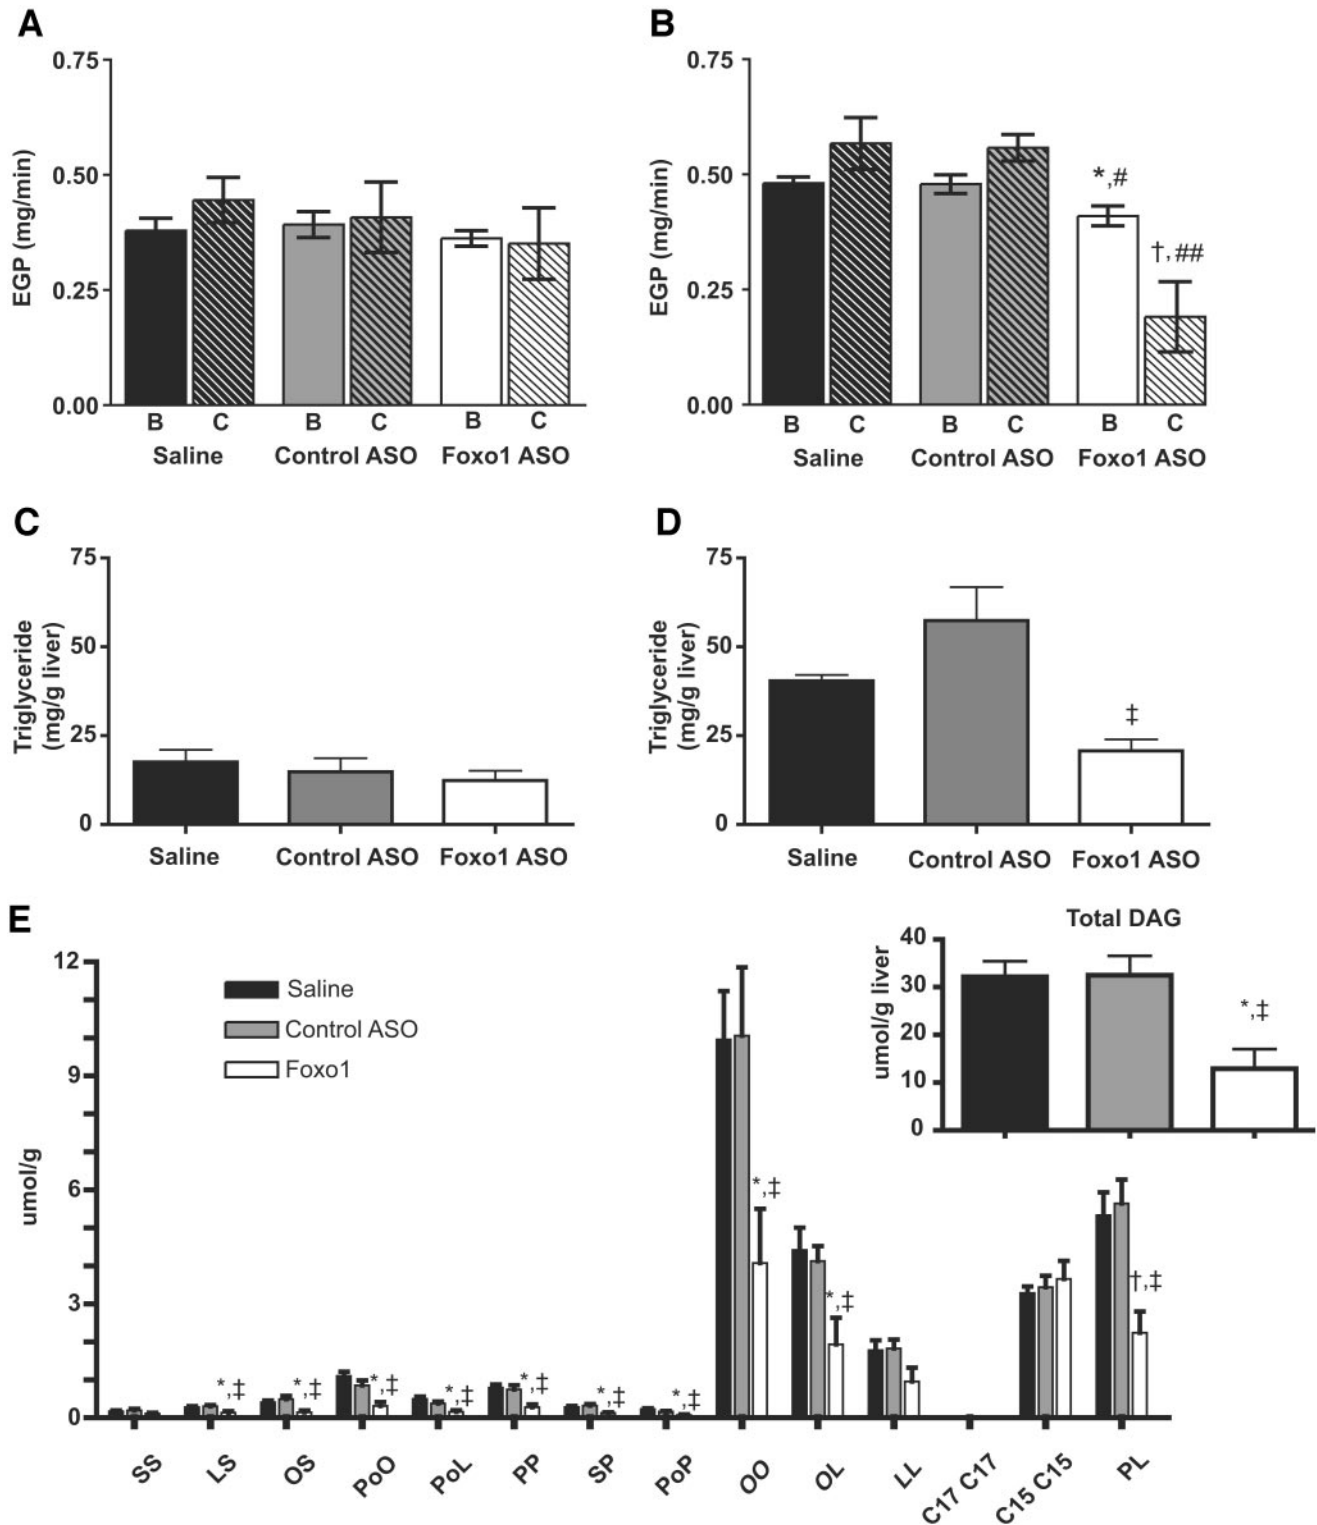 A
0.75
0.50
0.25
0.00
EGP (mg/min)
B C B C B C
Saline Control ASO Foxo1 ASO
B
0.75
0.50
0.25
0.00
EGP (mg/min)
*,#
†,##
B C B C B C
Saline Control ASO Foxo1 ASO
C
75
50
25
0
Triglyceride
(mg/g liver)
Saline Control ASO Foxo1 ASO
D
75
50
25
0
Triglyceride
(mg/g liver)
‡
Saline Control ASO Foxo1 ASO
E
12
9
6
3
0
umol/g
Saline
Control ASO
Foxo1
*,‡
*,‡
*,‡
*,‡
*,‡
*,‡
*,‡
*,‡
*,‡
†,‡
SS
LS
OS
PoO
PoL
PP
SP
PoP
OO
OL
LL
C17 C17
C15 C15
PL
Total DAG
40
30
20
10
0
umol/g liver
*,‡